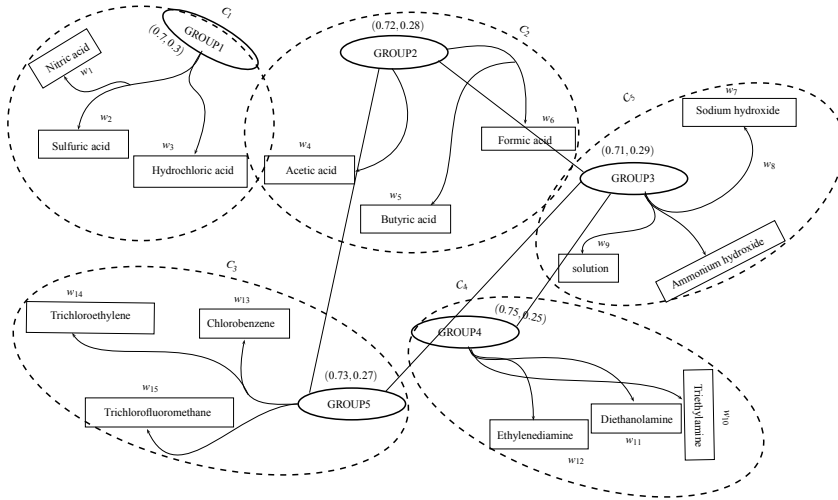 C₁
(0.7,0.3)
GROUP1
Nitric acid
w₁
w₂
Sulfuric acid
w₃
Hydrochloric acid
(0.72,0.28)
C₂
GROUP2
w₄
Acetic acid
w₅
Butyric acid
w₆
Formic acid
C₅
w₇
Sodium hydroxide
w₈
(0.71,0.29)
GROUP3
w₉
solution
Ammonium hydroxide
C₃
w₁₄
Trichloroethylene
w₁₃
Chlorobenzene
w₁₅
Trichlorofluoromethane
(0.73,0.27)
GROUP5
C₄
(0.75,0.25)
GROUP4
Ethylenediamine
w₁₂
Diethanolamine
w₁₁
Triethylamine
w₁₀